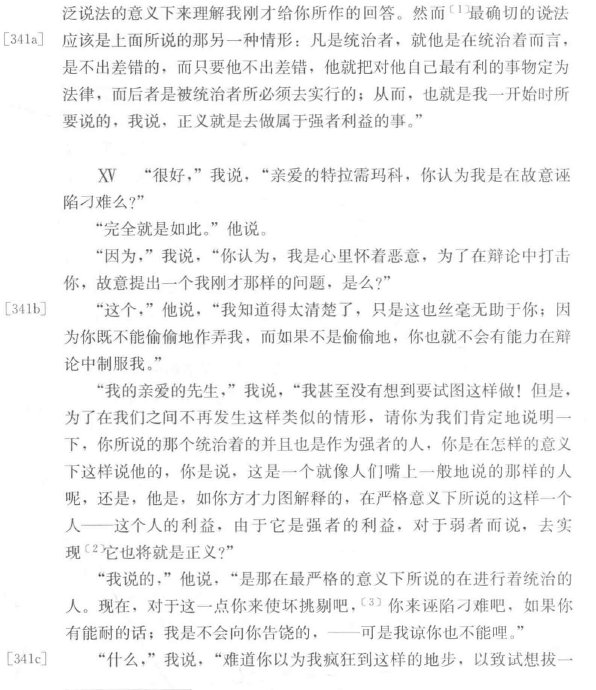 泛说法的意义下来理解我刚才给你所作的回答。然而〔1〕最确切的说法
[341a] 应该是上面所说的那另一种情形：凡是统治者，就他是在统治着而言，
是不出差错的，而只要他不出差错，他就把对他自己最有利的事物定为
法律，而后者是被统治者所必须去实行的；从而，也就是我一开始时所
要说的，我说，正义就是去做属于强者利益的事。”
XV “很好，”我说，“亲爱的特拉需玛科，你认为我是在故意诬
陷刁难么？”
“完全就是如此。”他说。
“因为，”我说，“你认为，我是心里怀着恶意，为了在辩论中打击
你，故意提出一个我刚才那样的问题，是么？”
[341b] “这个，”他说，“我知道得太清楚了，只是这也丝毫无助于你；因
为你既不能偷偷地作弄我，而如果不是偷偷地，你也就不会有能力在辩
论中制服我。”
“我的亲爱的先生，”我说，“我甚至没有想到要试图这样做！但是，
为了在我们之间不再发生这样类似的情形，请你为我们肯定地说明一
下，你所说的那个统治着的并且也是作为强者的人，你是在怎样的意义
下这样说他的，你是说，这是一个就像人们嘴上一般地说的那样的人
呢，还是，他是，如你方才力图解释的，在严格意义下所说的这样一个
人——这个人的利益，由于它是强者的利益，对于弱者而说，去实
现〔2〕它也将就是正义？”
“我说的，”他说，“是那在最严格的意义下所说的在进行着统治的
人。现在，对于这一点你来使坏挑剔吧，〔3〕你来诬陷刁难吧，如果你
有能耐的话；我是不会向你告饶的，——可是我谅你也不能哩。”
[341c] “什么，”我说，“难道你以为我疯狂到这样的地步，以致试想拔一